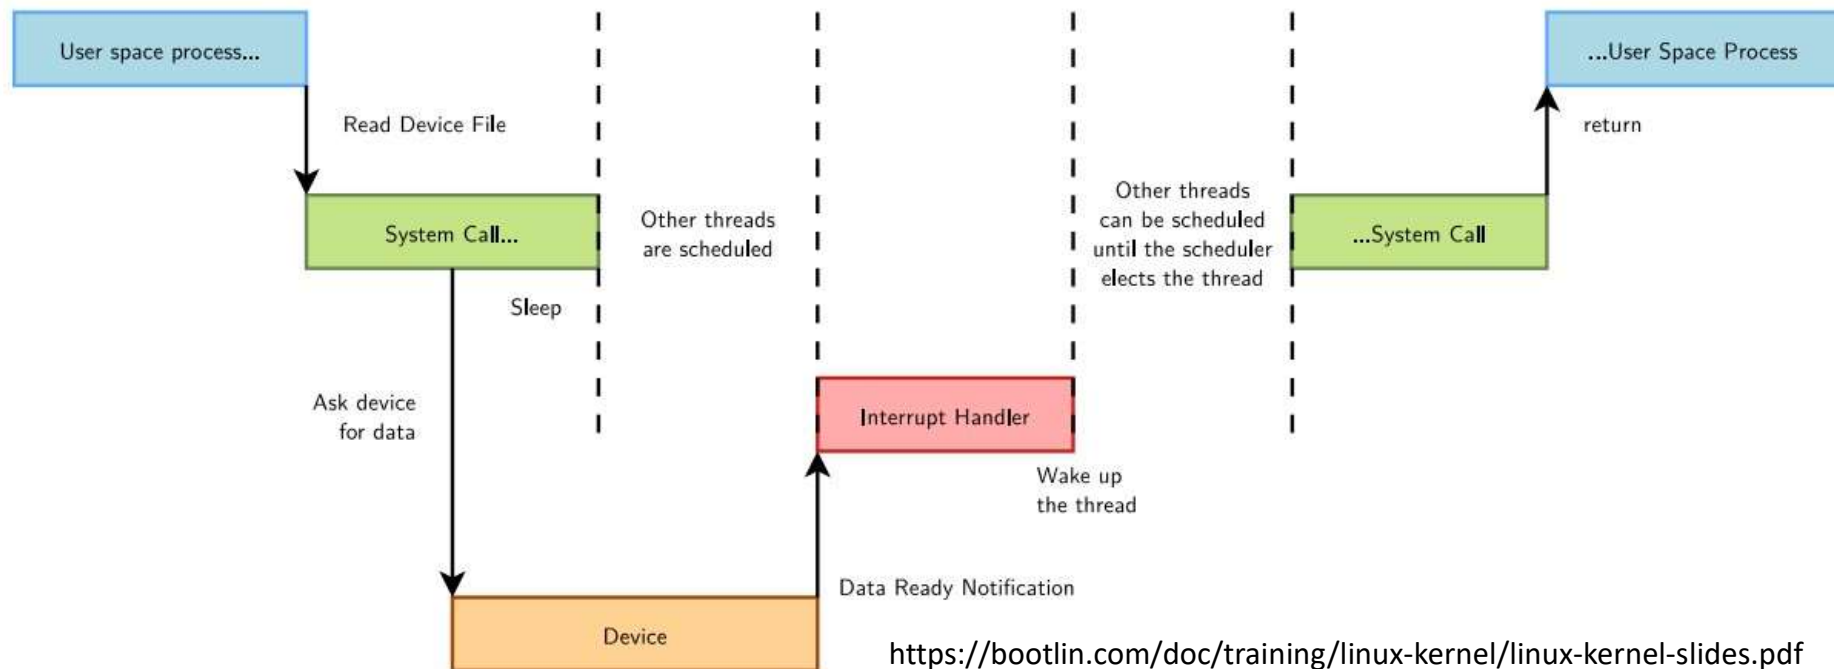 User space process...
...User Space Process
Read Device File
return
System Call...
Other threads
are scheduled
Other threads
can be scheduled
until the scheduler
elects the thread
...System Call
Sleep
Ask device
for data
Interrupt Handler
Wake up
the thread
Data Ready Notification
Device
https://bootlin.com/doc/training/linux-kernel/linux-kernel-slides.pdf